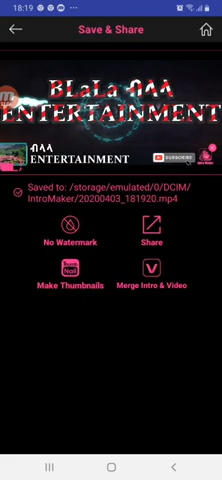 18:19
Save & Share
BLaLa ብሌሌ
ENTERTAINMENT
ENTERTAINMENT
SUBSCRIBE
Saved to: /storage/emulated/0/DCIM/
IntroMaker/20200403_181920.mp4
No Watermark
Share
Make Thumbnails
Merge Intro & Video